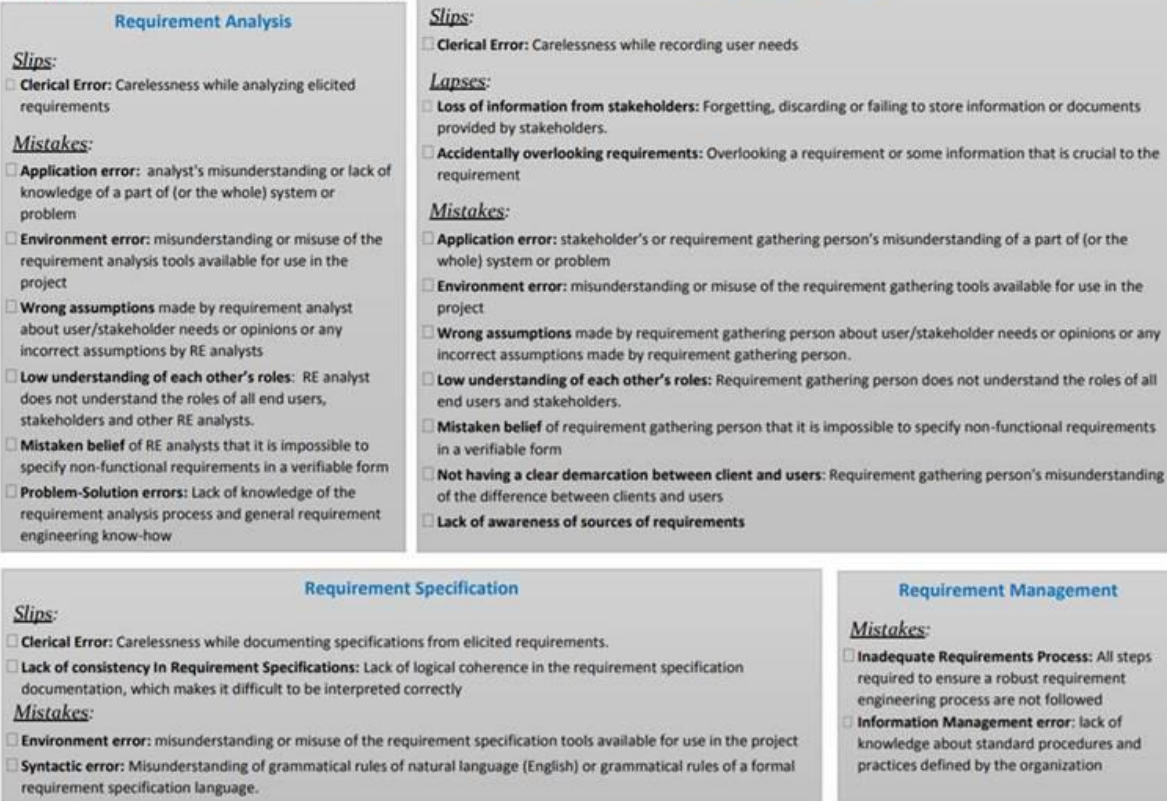 Requirement Analysis
Slips:
Clerical Error: Carelessness while analyzing elicited
requirements
Mistakes:
Application error: analyst's misunderstanding or lack of
knowledge of a part of (or the whole) system or
problem
Environment error: misunderstanding or misuse of the
requirement analysis tools available for use in the
project
Wrong assumptions made by requirement analyst
about user/stakeholder needs or opinions or any
incorrect assumptions by RE analysts
Low understanding of each other's roles: RE analyst
does not understand the roles of all end users,
stakeholders and other RE analysts.
Mistaken belief of RE analysts that it is impossible to
specify non-functional requirements in a verifiable form
Problem-Solution errors: Lack of knowledge of the
requirement analysis process and general requirement
engineering know-how
Slips:
Clerical Error: Carelessness while recording user needs
Lapses:
Loss of information from stakeholders: Forgetting, discarding or failing to store information or documents
provided by stakeholders.
Accidentally overlooking requirements: Overlooking a requirement or some information that is crucial to the
requirement
Mistakes:
Application error: stakeholder's or requirement gathering person's misunderstanding of a part of (or the
whole) system or problem
Environment error: misunderstanding or misuse of the requirement gathering tools available for use in the
project
Wrong assumptions made by requirement gathering person about user/stakeholder needs or opinions or any
incorrect assumptions made by requirement gathering person.
Low understanding of each other's roles: Requirement gathering person does not understand the roles of all
end users and stakeholders.
Mistaken belief of requirement gathering person that it is impossible to specify non-functional requirements
in a verifiable form
Not having a clear demarcation between client and users: Requirement gathering person's misunderstanding
of the difference between clients and users
Lack of awareness of sources of requirements
Requirement Specification
Slips:
Clerical Error: Carelessness while documenting specifications from elicited requirements.
Lack of consistency In Requirement Specifications: Lack of logical coherence in the requirement specification
documentation, which makes it difficult to be interpreted correctly
Mistakes:
Environment error: misunderstanding or misuse of the requirement specification tools available for use in the project
Syntactic error: Misunderstanding of grammatical rules of natural language (English) or grammatical rules of a formal
requirement specification language.
Requirement Management
Mistakes:
Inadequate Requirements Process: All steps
required to ensure a robust requirement
engineering process are not followed
Information Management error: lack of
knowledge about standard procedures and
practices defined by the organization